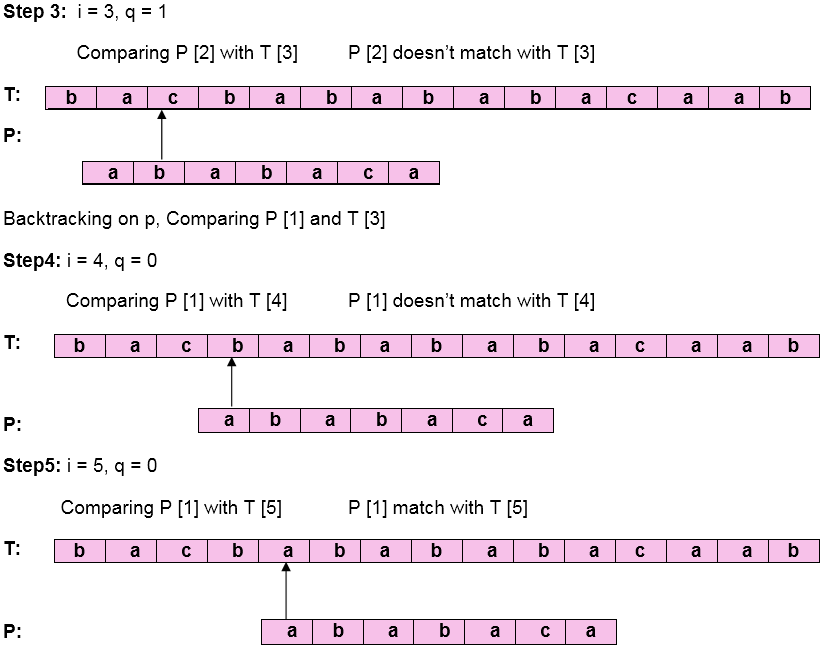 Step 3: i = 3, q = 1
Comparing P [2] with T [3] P [2] doesn’t match with T [3]
T: b a c b a b a b a b a c a a b
P:
a b a b a c a
Backtracking on p, Comparing P [1] and T [3]
Step4: i = 4, q = 0
Comparing P [1] with T [4] P [1] doesn’t match with T [4]
T: b a c b a b a b a b a c a a b
P: a b a b a c a
Step5: i = 5, q = 0
Comparing P [1] with T [5] P [1] match with T [5]
T: b a c b a b a b a b a c a a b
P: a b a b a c a